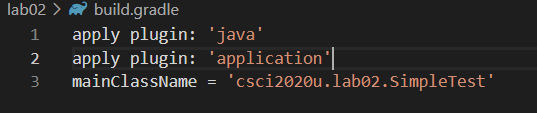 lab02 > build.gradle
1 apply plugin: 'java'
2 apply plugin: 'application'
3 mainClassName = 'csci2020u.lab02.SimpleTest'